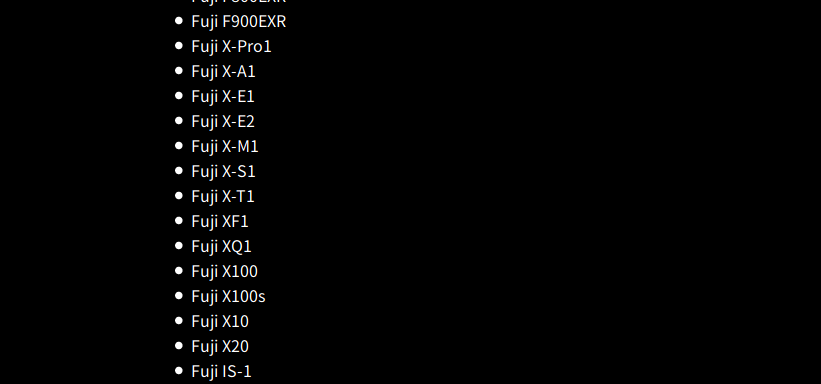 Fuji F900EXR
Fuji X-Pro1
Fuji X-A1
Fuji X-E1
Fuji X-E2
Fuji X-M1
Fuji X-S1
Fuji X-T1
Fuji XF1
Fuji XQ1
Fuji X100
Fuji X100s
Fuji X10
Fuji X20
Fuji IS-1